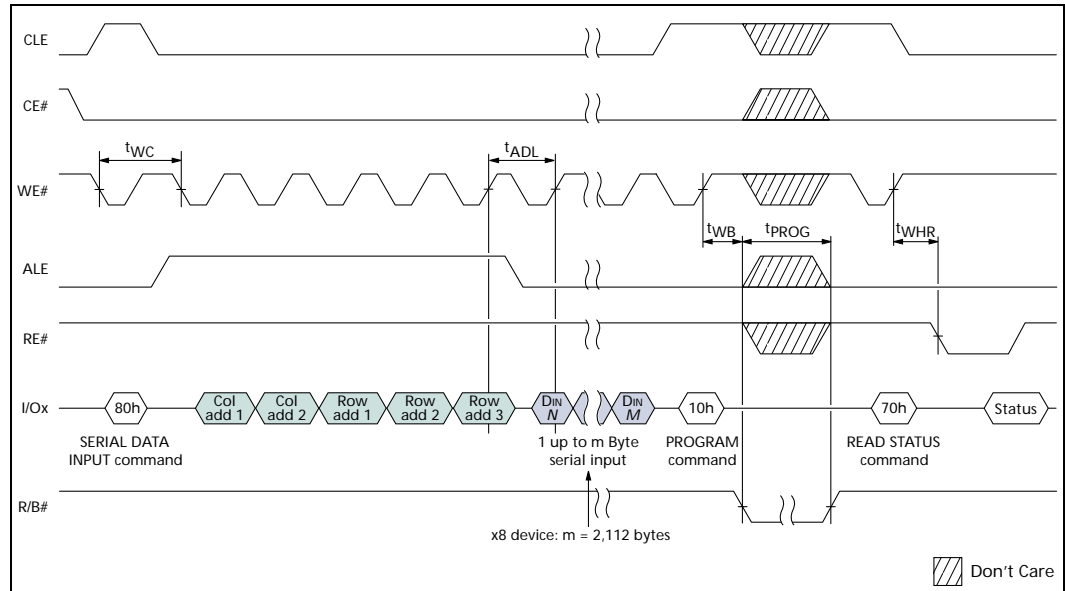 CLE
CE#
tWC
tADL
WE#
tWB
tPROG
tWHR
ALE
RE#
I/Ox
80h
Col add 1
Col add 2
Row add 1
Row add 2
Row add 3
DIN N
DIN M
10h
70h
Status
SERIAL DATA
INPUT command
1 up to m Byte
serial input
PROGRAM
command
READ STATUS
command
R/B#
x8 device: m = 2,112 bytes
Don't Care